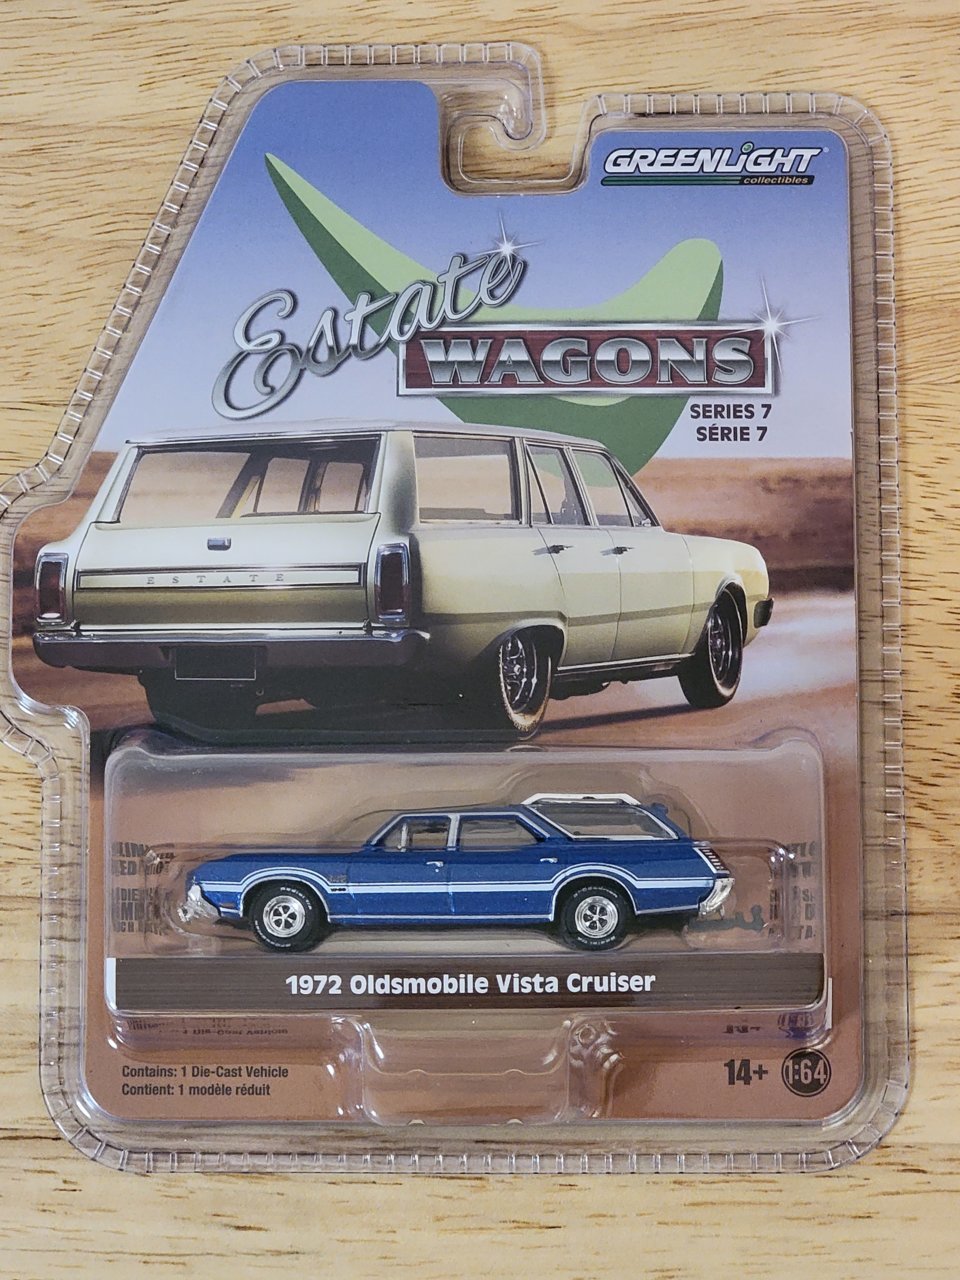 GREENLIGHT
collectibles
Estate
WAGONS
SERIES 7
SÉRIE 7
ESTATE
1972 Oldsmobile Vista Cruiser
Contains: 1 Die-Cast Vehicle
Contient: 1 modèle réduit
14+
1:64